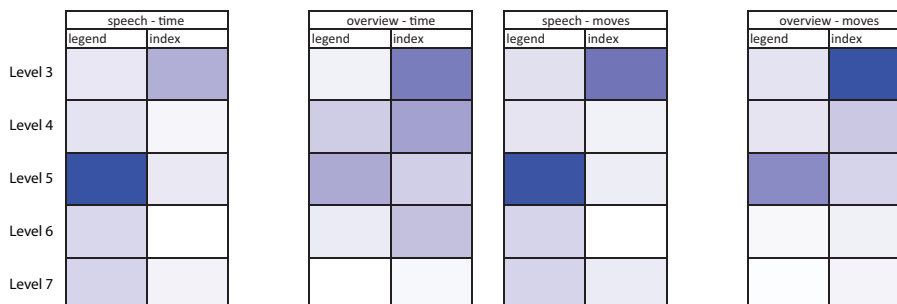 speech - time overview - time speech - moves overview - moves
legend index legend index legend index legend index
Level 3
Level 4
Level 5
Level 6
Level 7